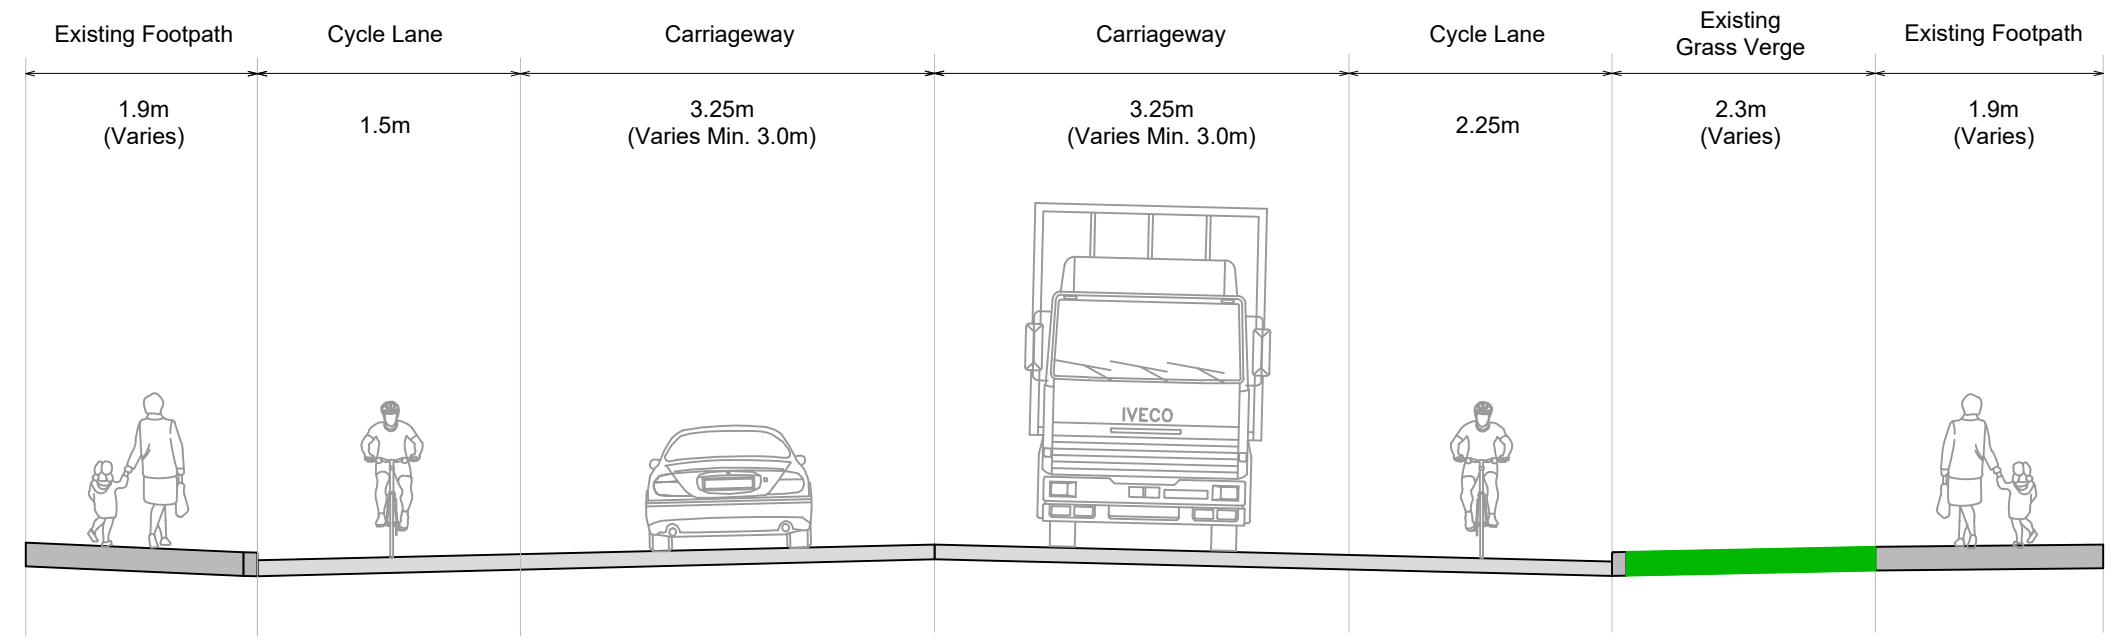 Existing Footpath
Cycle Lane
Carriageway
Carriageway
Cycle Lane
Existing
Grass Verge
Existing Footpath
1.9m
(Varies)
1.5m
3.25m
(Varies Min. 3.0m)
3.25m
(Varies Min. 3.0m)
2.25m
2.3m
(Varies)
1.9m
(Varies)
IVECO